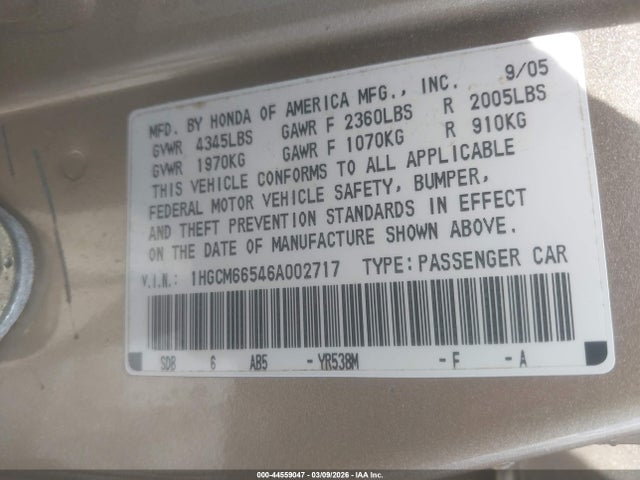 MFD. BY HONDA OF AMERICA MFG., INC. 9/05
GVWR 4345LBS GAWR F 2360LBS R 2005LBS
GVWR 1970KG GAWR F 1070KG R 910KG
THIS VEHICLE CONFORMS TO ALL APPLICABLE
FEDERAL MOTOR VEHICLE SAFETY, BUMPER,
AND THEFT PREVENTION STANDARDS IN EFFECT
ON THE DATE OF MANUFACTURE SHOWN ABOVE.
V.I.N.: 1HGCM66546A002717 TYPE: PASSENGER CAR
SDB 6 AB5 - YR538M - F - A
000-44559047 | 03/09/2026 - IAA Inc.